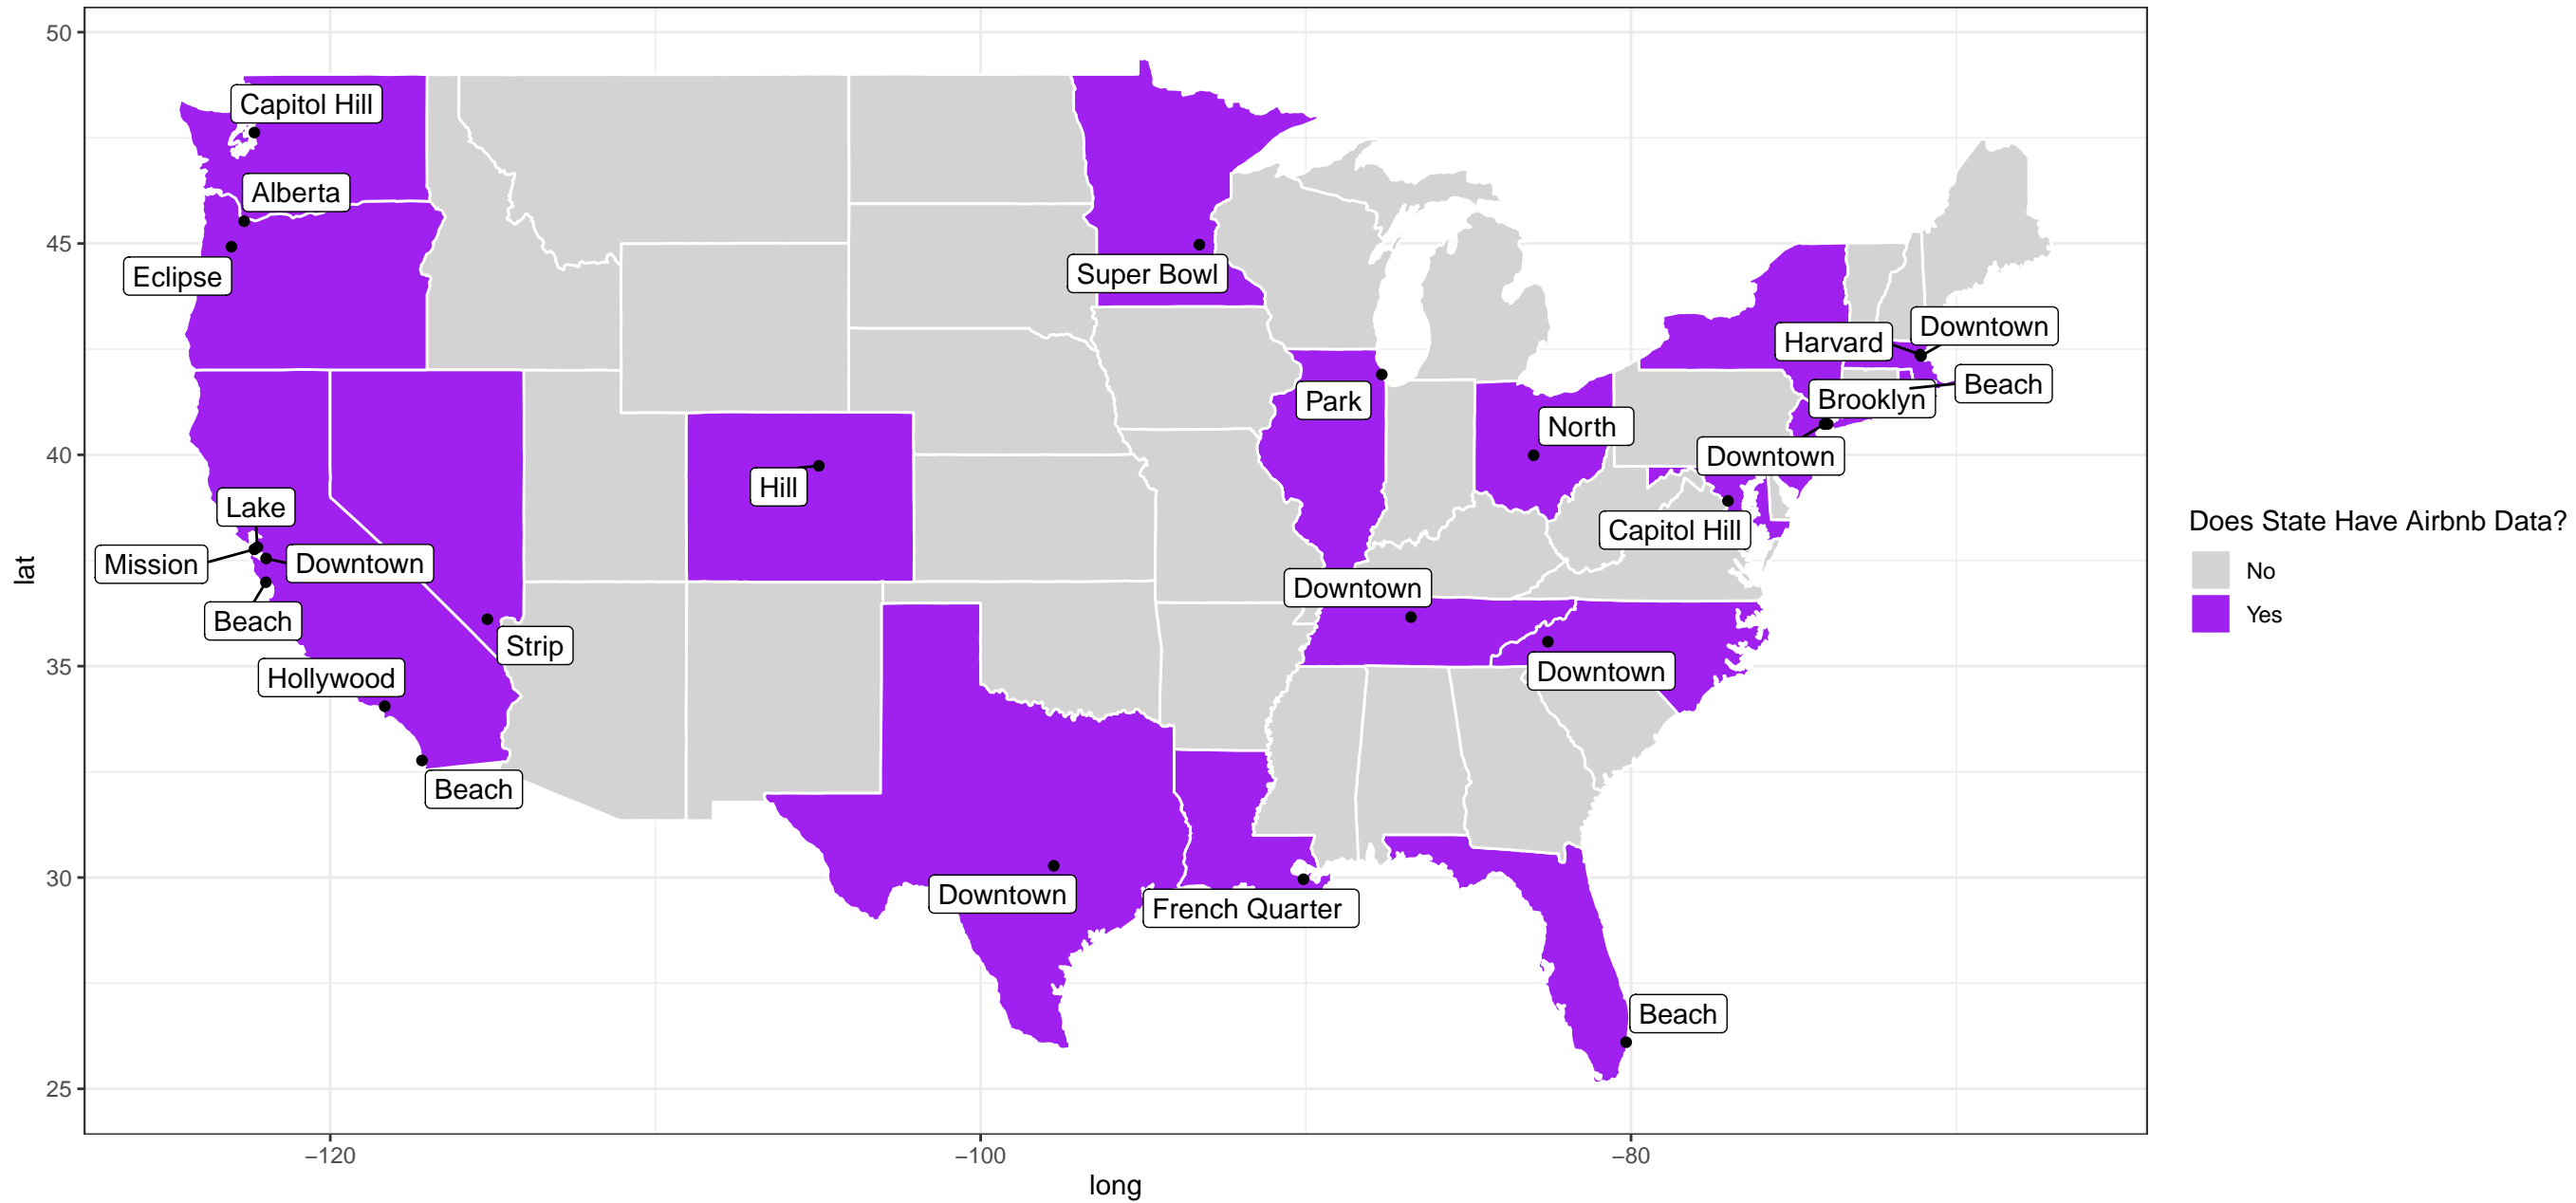 50
45
40
35
30
25
lat
Capitol Hill
Alberta
Eclipse
Super Bowl
Downtown
Harvard
Beach
Park
Brooklyn
North
Downtown
Hill
Lake
Capitol Hill
Mission
Downtown
Downtown
Beach
Strip
Downtown
Hollywood
Beach
Downtown
French Quarter
Beach
−120
−100
−80
long
Does State Have Airbnb Data?
No
Yes